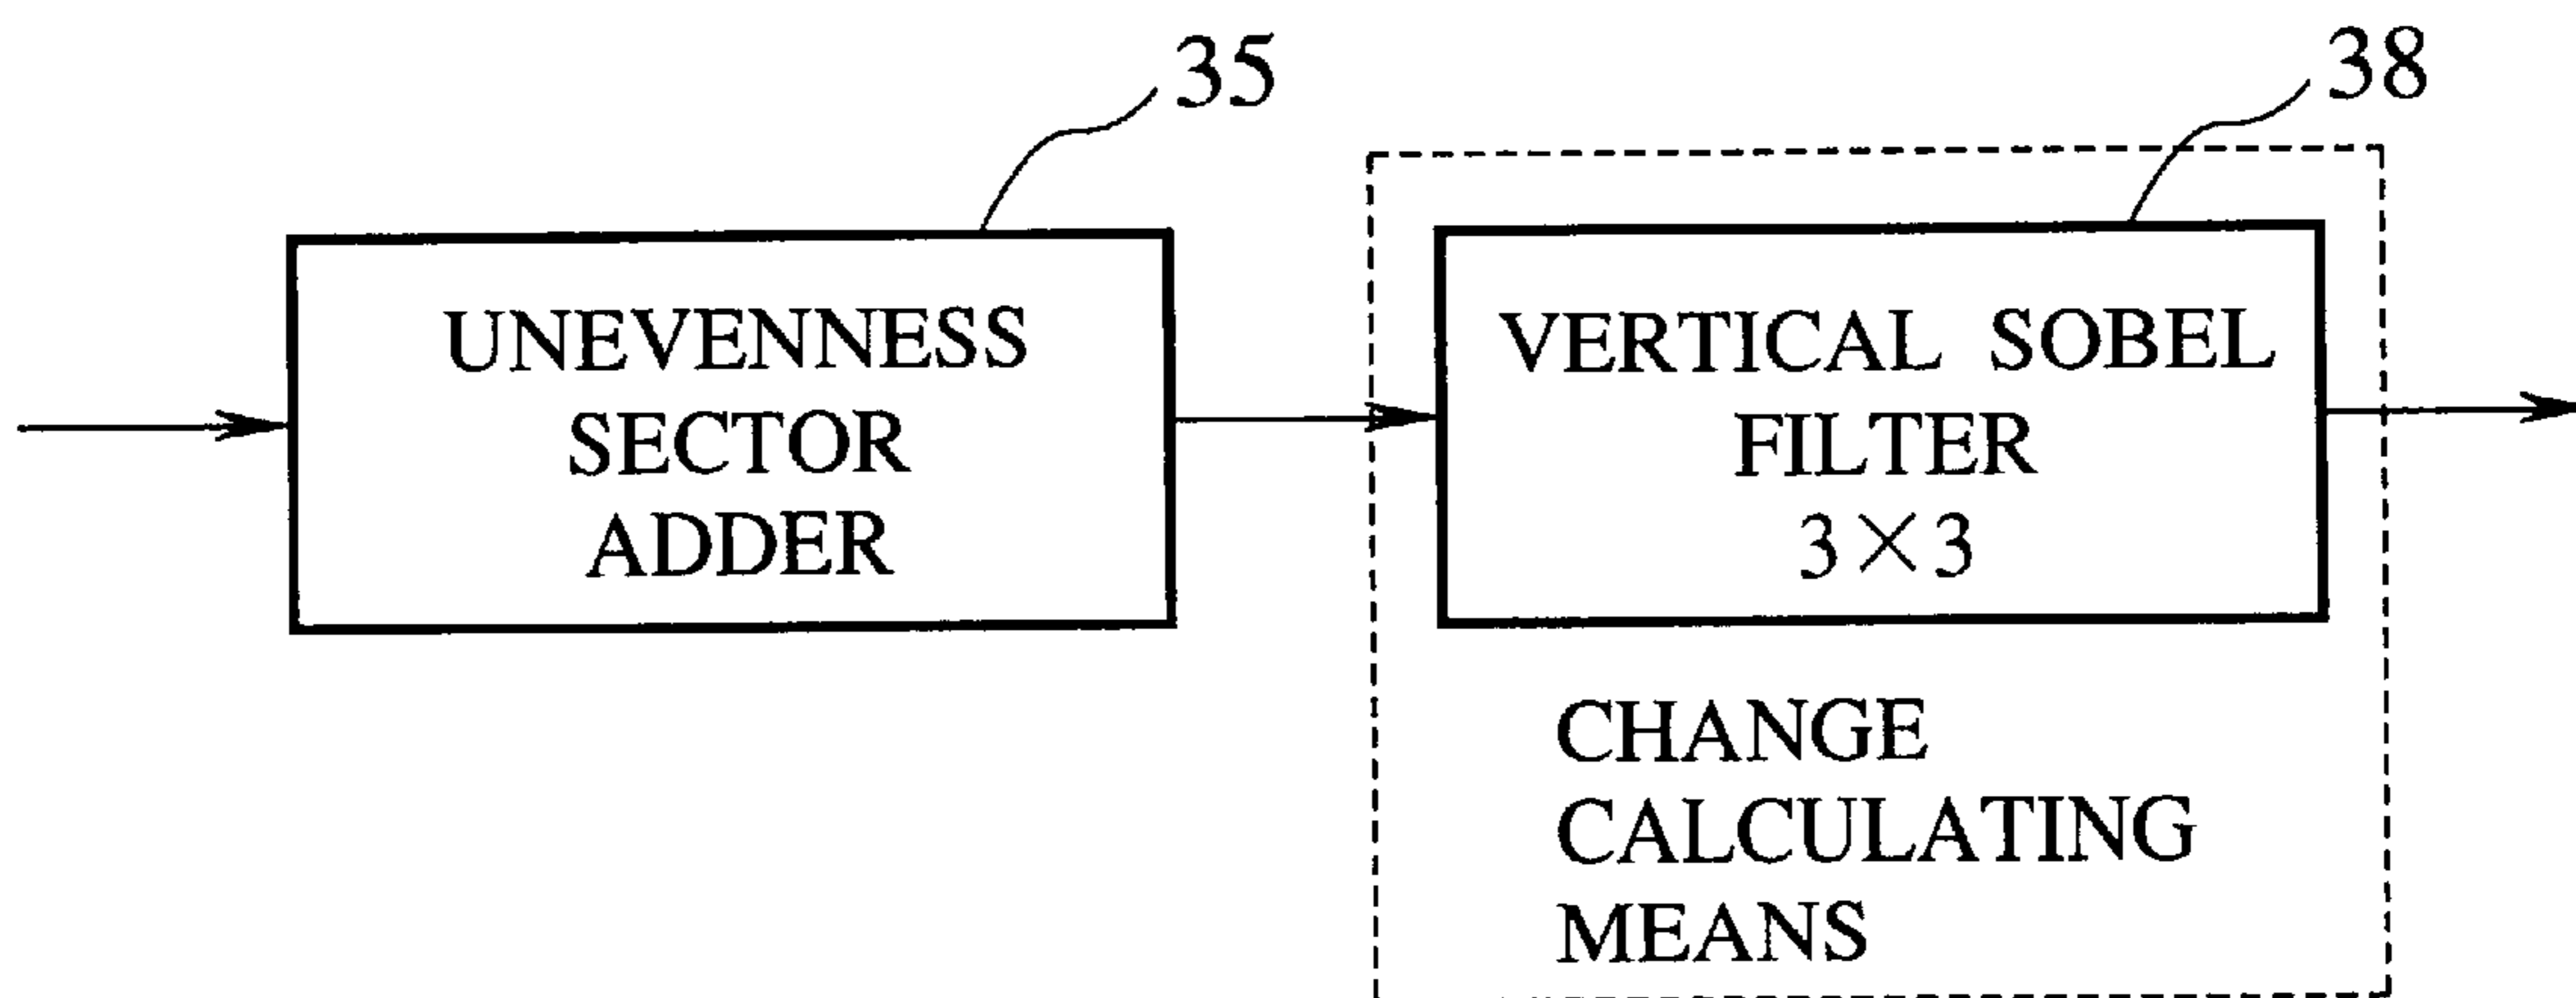 35
38
UNEVENNESS
SECTOR
ADDER
VERTICAL SOBEL
FILTER
3×3
CHANGE
CALCULATING
MEANS